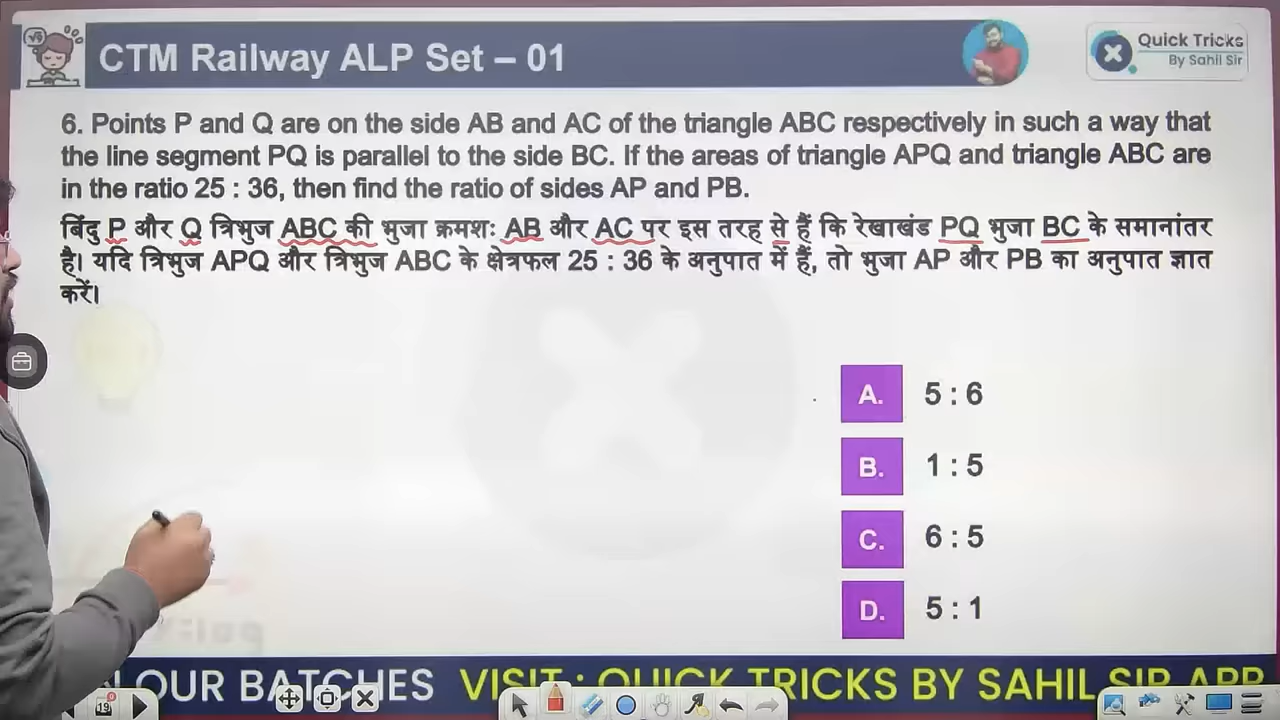 CTM Railway ALP Set – 01
Quick Tricks
By Sahil Sir
6. Points P and Q are on the side AB and AC of the triangle ABC respectively in such a way that
the line segment PQ is parallel to the side BC. If the areas of triangle APQ and triangle ABC are
in the ratio 25 : 36, then find the ratio of sides AP and PB.
बिंदु P और Q त्रिभुज ABC की भुजा क्रमशः AB और AC पर इस तरह से हैं कि रेखाखंड PQ भुजा BC के समानांतर
है। यदि त्रिभुज APQ और त्रिभुज ABC के क्षेत्रफल 25 : 36 के अनुपात में हैं, तो भुजा AP और PB का अनुपात ज्ञात
करें।
A. 5 : 6
B. 1 : 5
C. 6 : 5
D. 5 : 1
OUR BATCHES VISIT : QUICK TRICKS BY SAHIL SIR APP
19